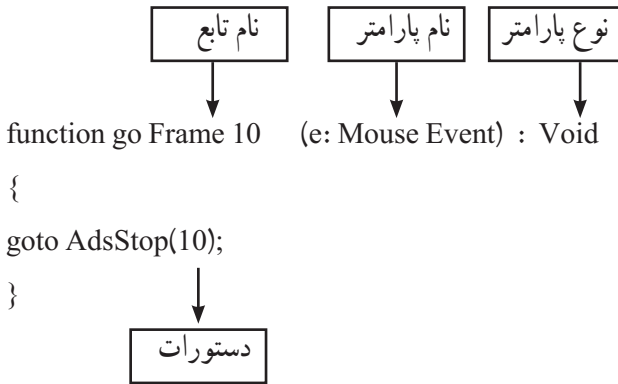 نوع پارامتر نام پارامتر نام تابع
function go Frame 10 (e: Mouse Event) : Void
{
goto AdsStop(10);
}
دستورات